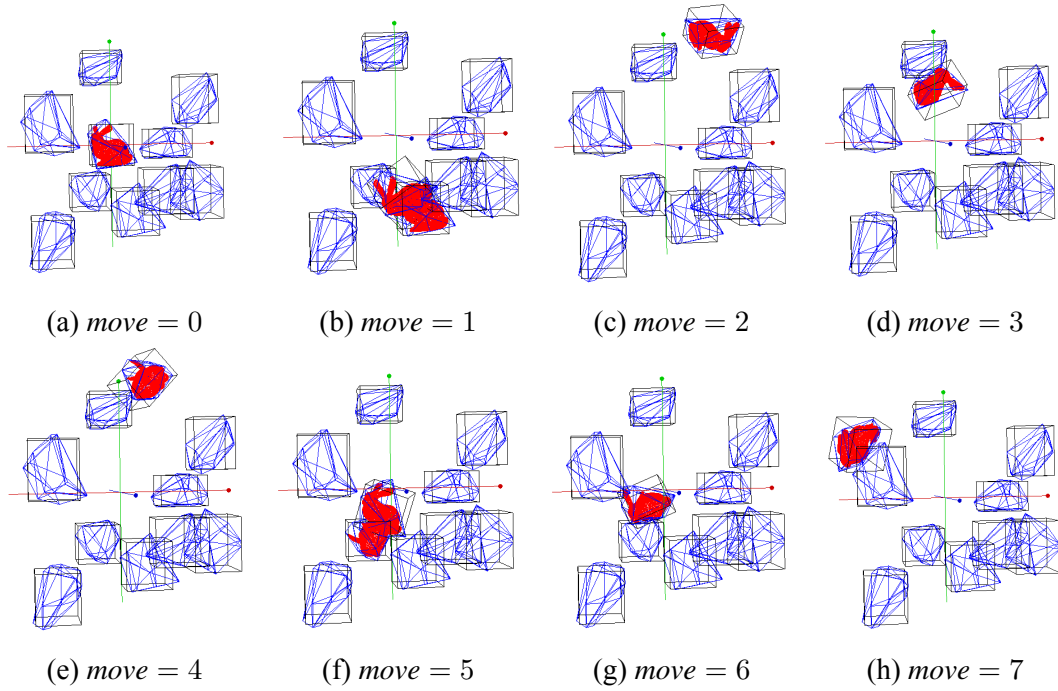 (a) move = 0
(b) move = 1
(c) move = 2
(d) move = 3
(e) move = 4
(f) move = 5
(g) move = 6
(h) move = 7